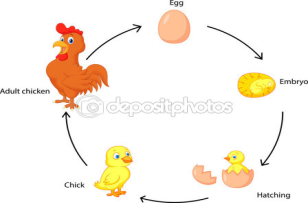 Egg
Embryo
Hatching
Chick
Adult chicken
depositphotos